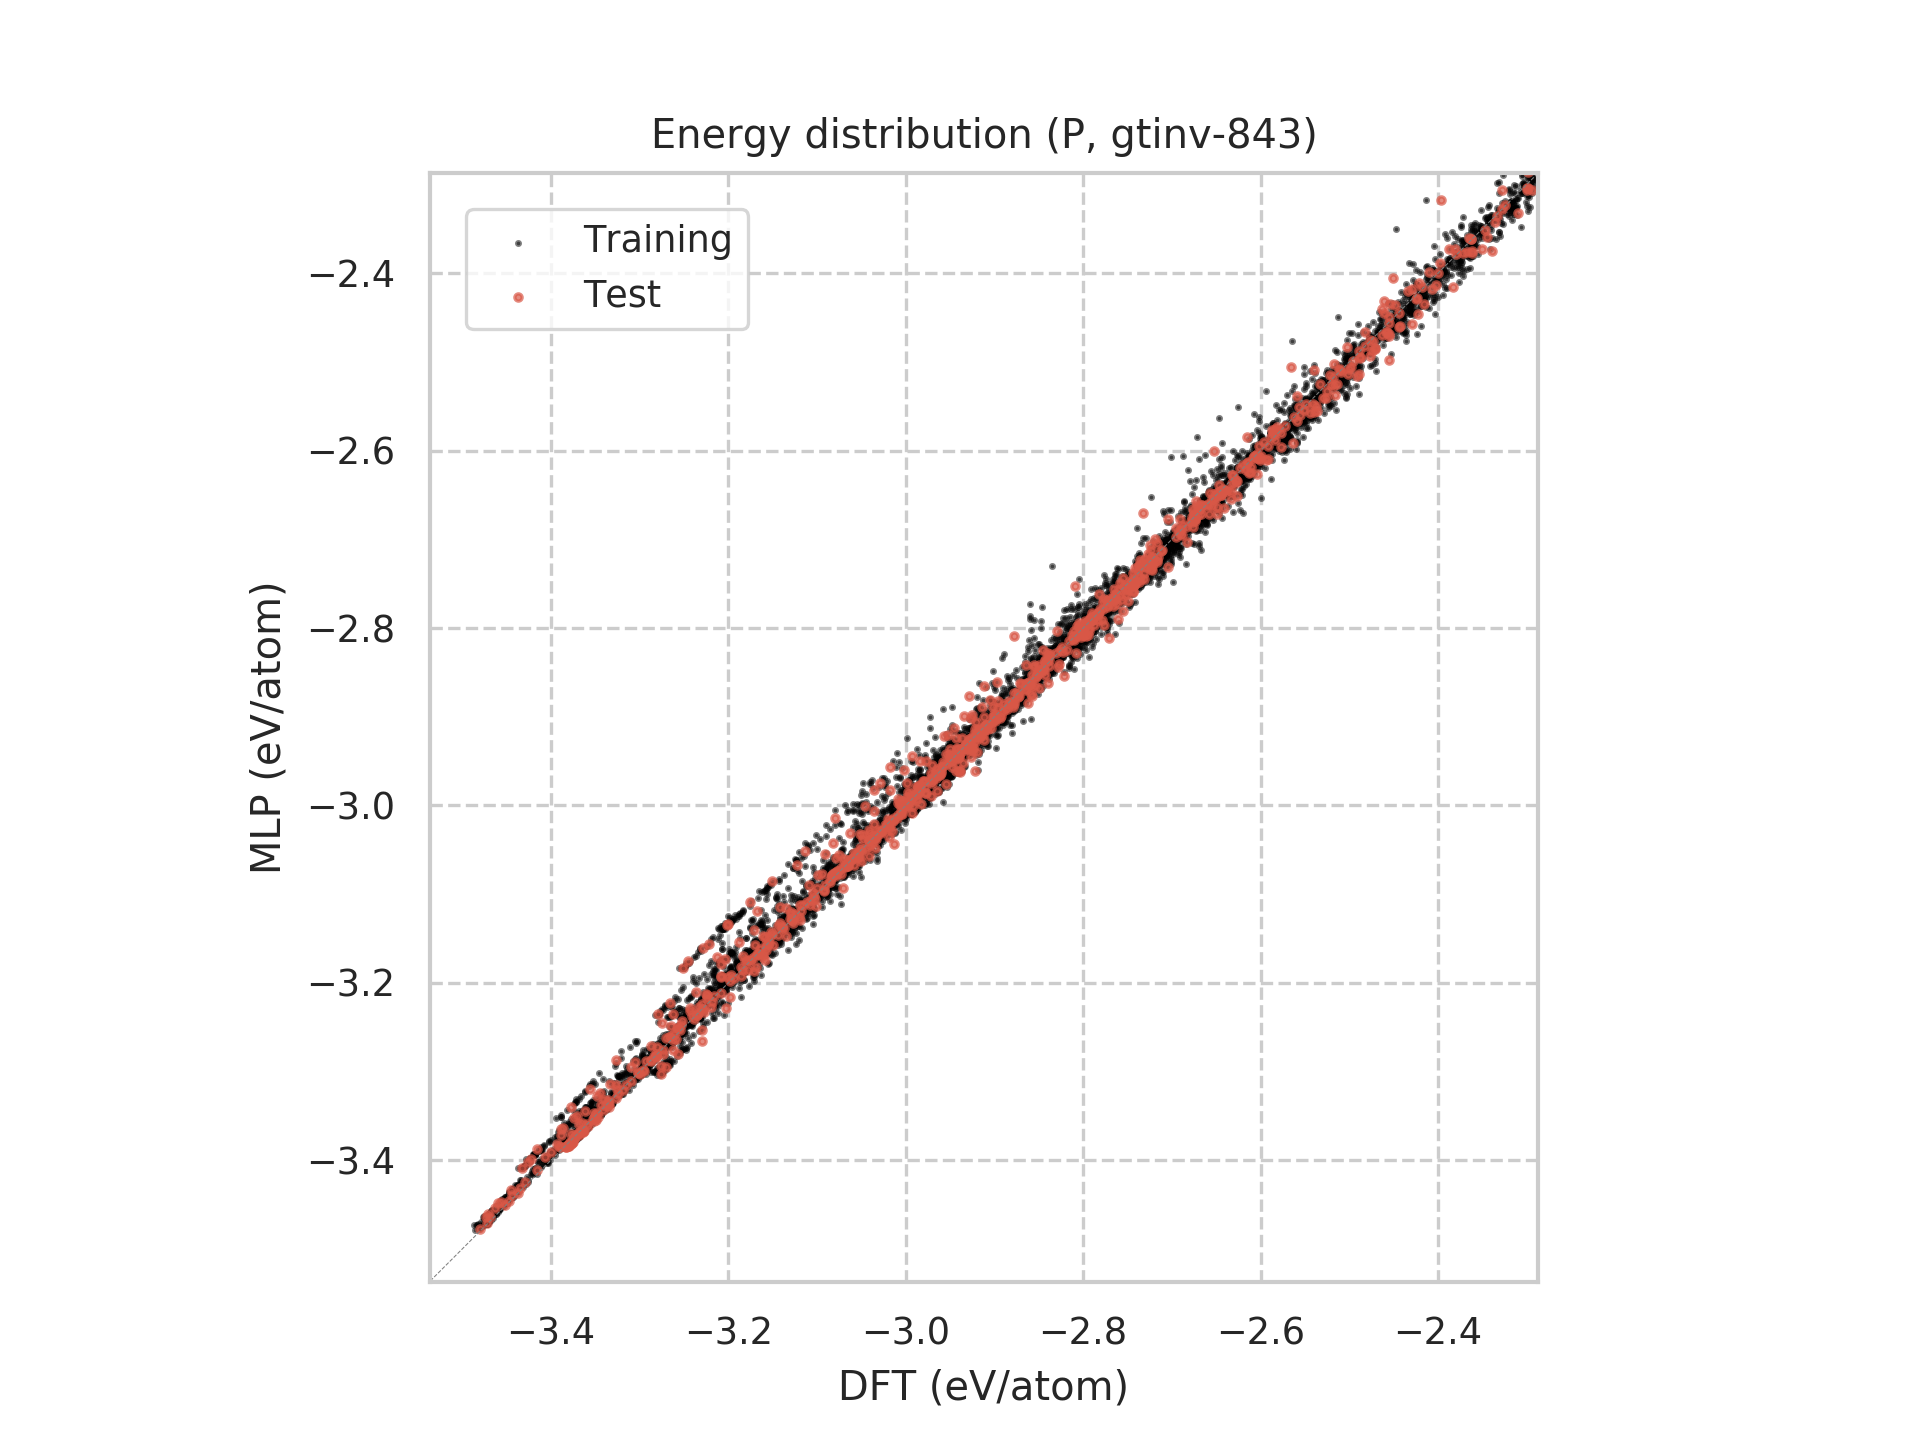 Energy distribution (P, gtinv-843)
Training
Test
MLP (eV/atom)
−2.4
−2.6
−2.8
−3.0
−3.2
−3.4
−3.4 −3.2 −3.0 −2.8 −2.6 −2.4
DFT (eV/atom)